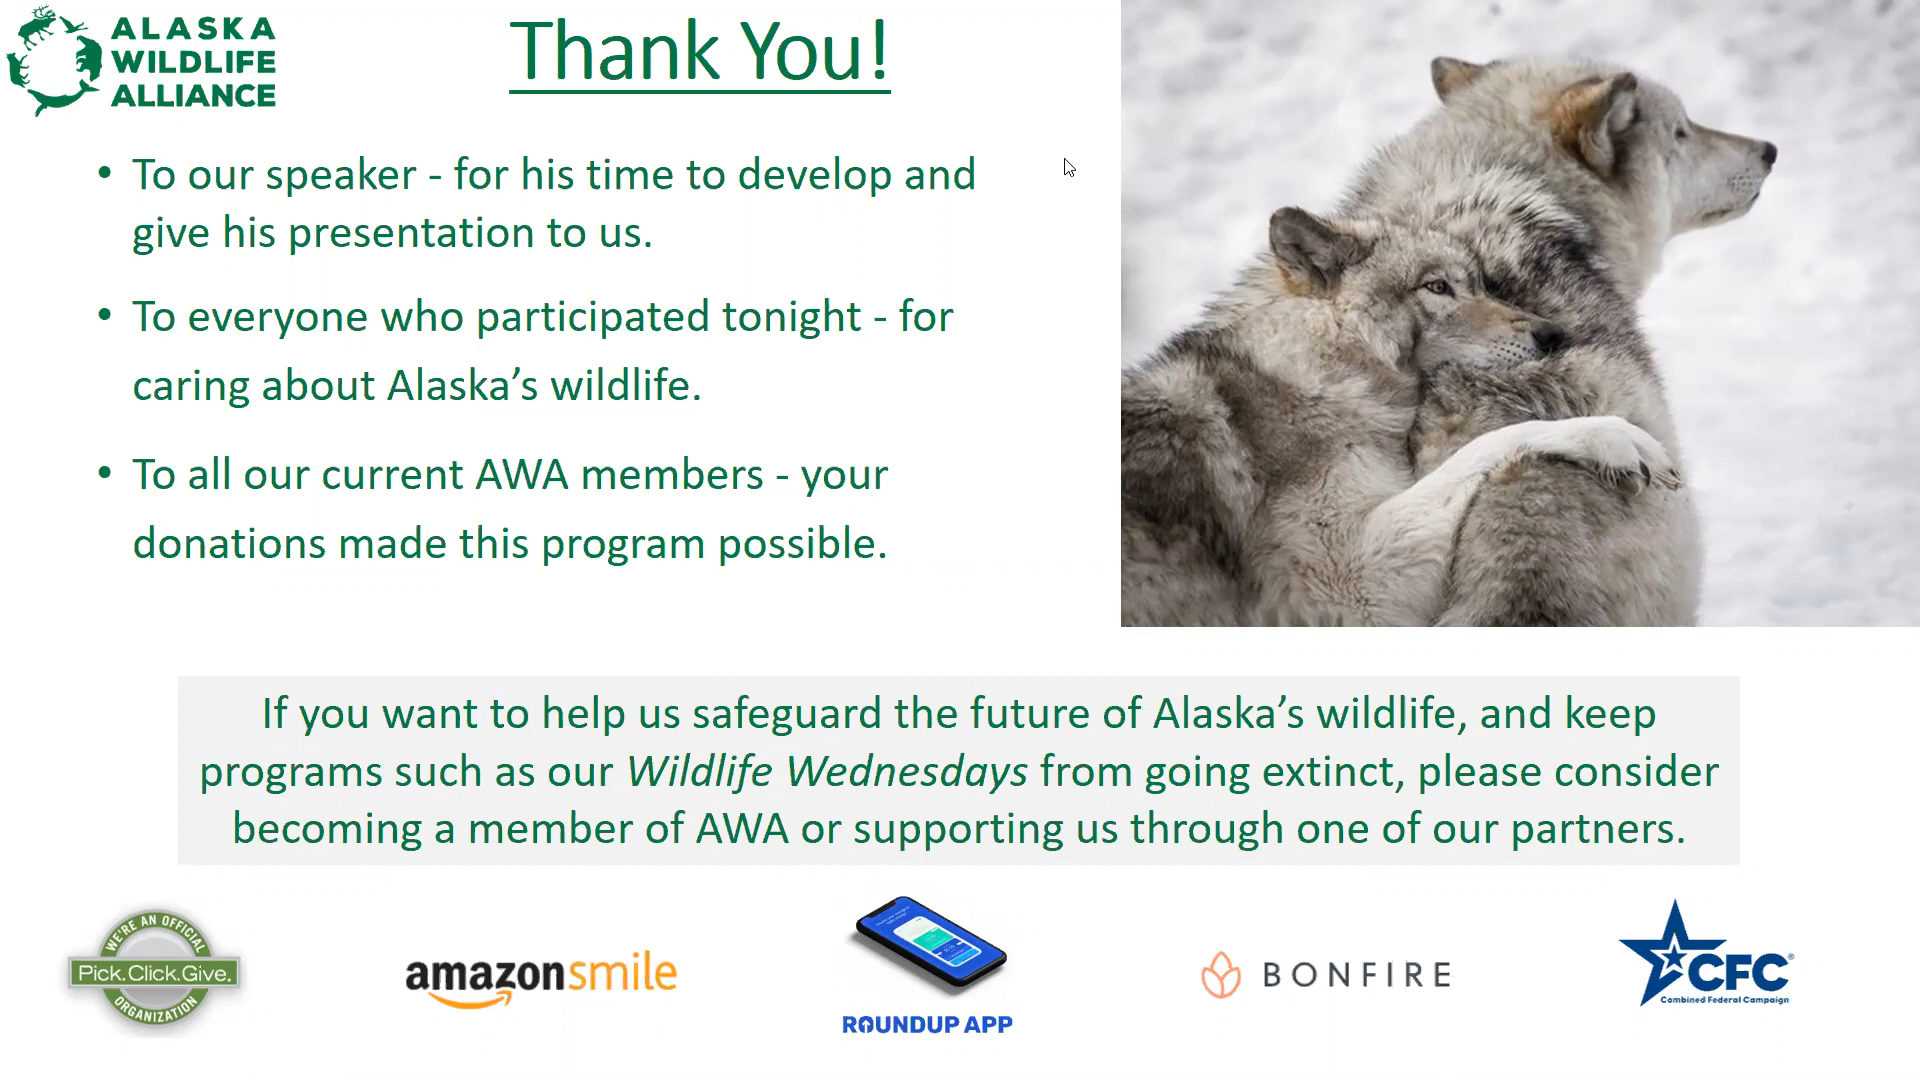 ALASKA
WILDLIFE
ALLIANCE
Thank You!
• To our speaker - for his time to develop and
give his presentation to us.
• To everyone who participated tonight - for
caring about Alaska’s wildlife.
• To all our current AWA members - your
donations made this program possible.
If you want to help us safeguard the future of Alaska’s wildlife, and keep
programs such as our Wildlife Wednesdays from going extinct, please consider
becoming a member of AWA or supporting us through one of our partners.
WE'RE AN OFFICIAL
Pick.Click.Give.
ORGANIZATION
amazonsmile
ROUNDUP APP
BONFIRE
CFC®
Combined Federal Campaign